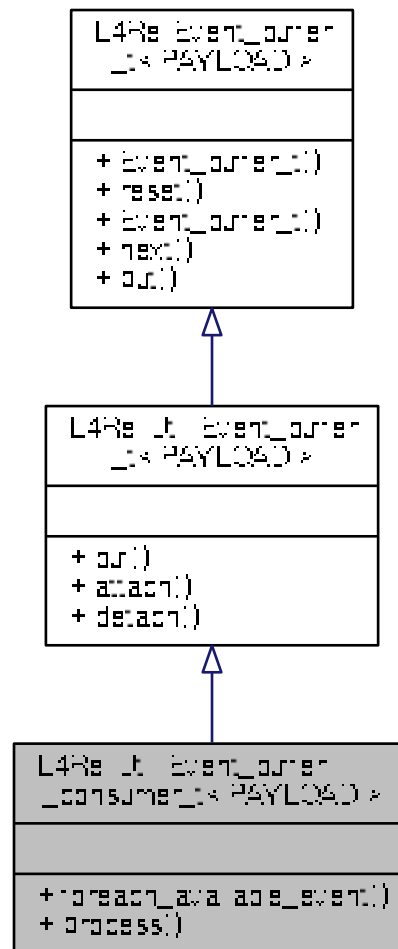 L4Re::Event_buffer
_t< PAYLOAD >
+ Event_buffer_t()
+ reset()
+ Event_buffer_t()
+ next()
+ put()
L4Re::Util::Event_buffer
_t< PAYLOAD >
+ buf()
+ attach()
+ detach()
L4Re::Util::Event_buffer
_consumer_t< PAYLOAD >
+ foreach_available_event()
+ process()